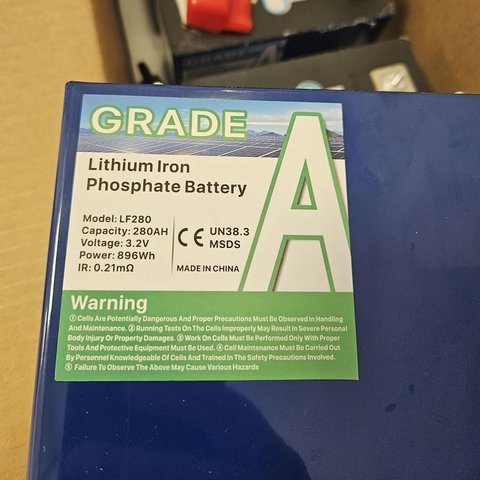 GRADE
A
Lithium Iron
Phosphate Battery
Model: LF280
Capacity: 280AH
Voltage: 3.2V
Power: 896Wh
IR: 0.21mΩ
CE
UN38.3
MSDS
MADE IN CHINA
Warning
① Cells Are Potentially Dangerous And Proper Precautions Must Be Observed In Handling
And Maintenance. ② Running Tests On The Cells Improperly May Result In Severe Personal
Body Injury Or Property Damages. ③ Work On Cells Must Be Performed Only With Proper
Tools And Protective Equipment Must Be Used. ④ Cell Maintenance Must Be Carried Out
By Personnel Knowledgeable Of Cells And Trained In The Safety Precautions Involved.
⑤ Failure To Observe The Above May Cause Various Hazards